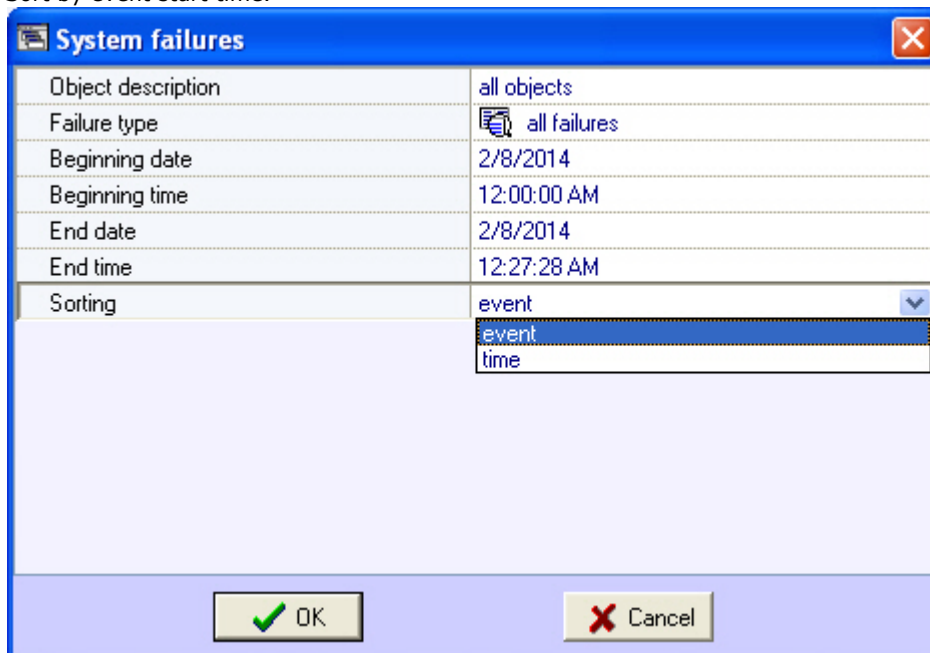 Sort by event start time.
System failures
Object description all objects
Failure type all failures
Beginning date 2/8/2014
Beginning time 12:00:00 AM
End date 2/8/2014
End time 12:27:28 AM
Sorting event
event
time
OK Cancel